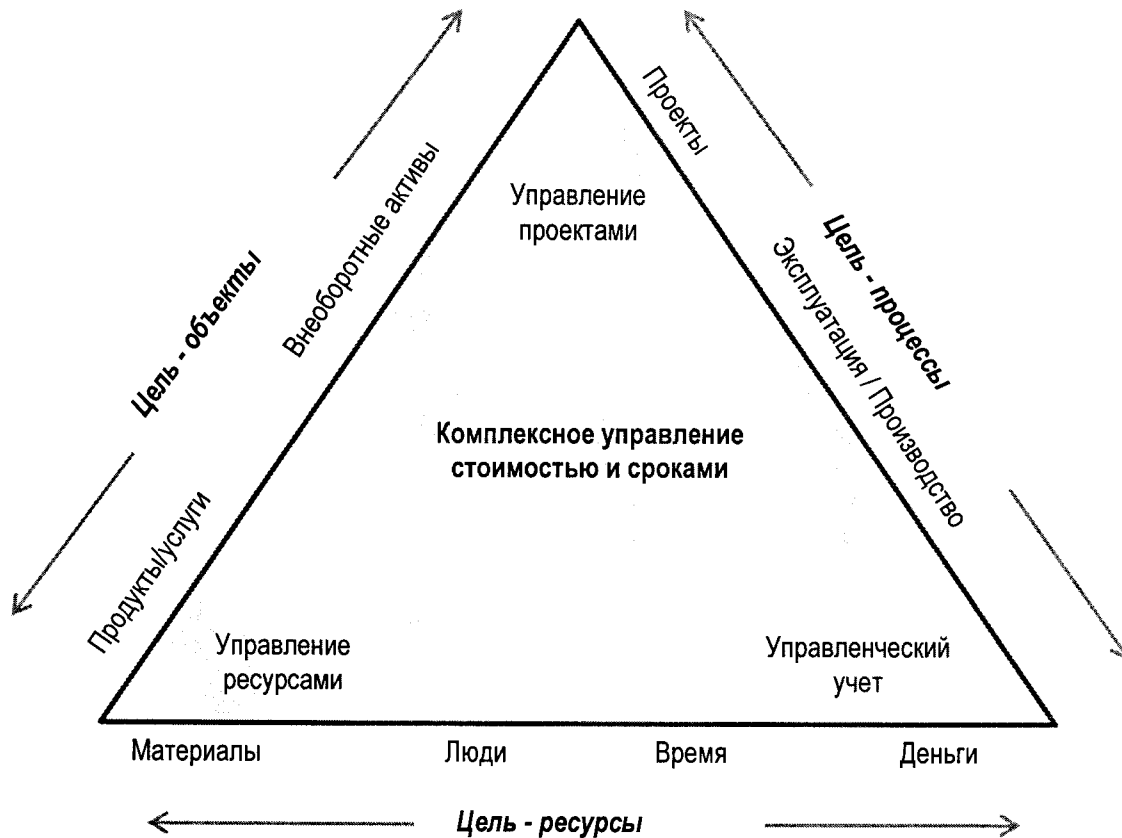 Проекты
Управление
проектами
Внеоборотные активы
Цель - объекты
Цель - процессы
Эксплуатация / Производство
Комплексное управление
стоимостью и сроками
Продукты/услуги
Управление
ресурсами
Управленческий
учет
Материалы
Люди
Время
Деньги
Цель - ресурсы